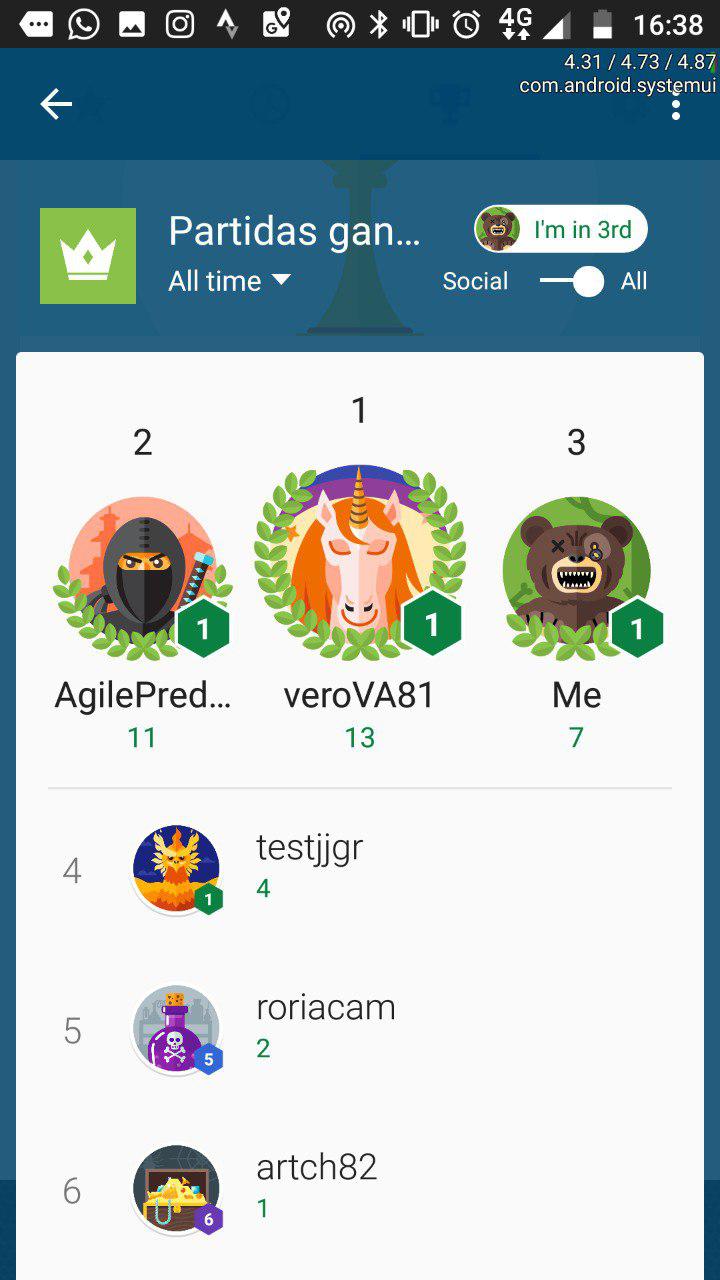 4G 16:38
4.31 / 4.73 / 4.87
com.android.systemui
Partidas gan...
I'm in 3rd
All time
Social All
1
2
3
1
1
1
AgilePred...
veroVA81
Me
11
13
7
4
testjjgr
4
1
5
roriacam
2
5
6
artch82
1
6